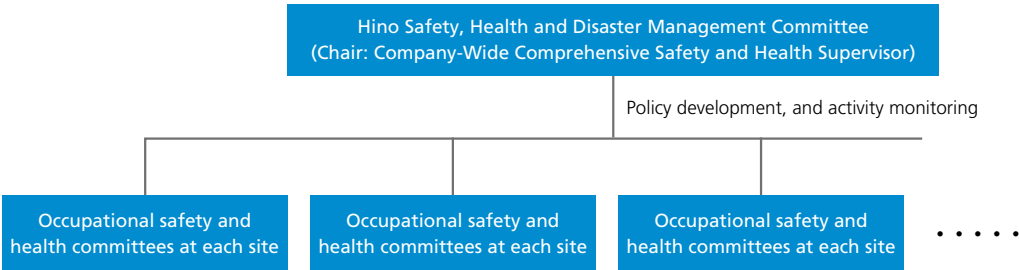 Hino Safety, Health and Disaster Management Committee
(Chair: Company-Wide Comprehensive Safety and Health Supervisor)
Policy development, and activity monitoring
Occupational safety and
health committees at each site
Occupational safety and
health committees at each site
Occupational safety and
health committees at each site
.....